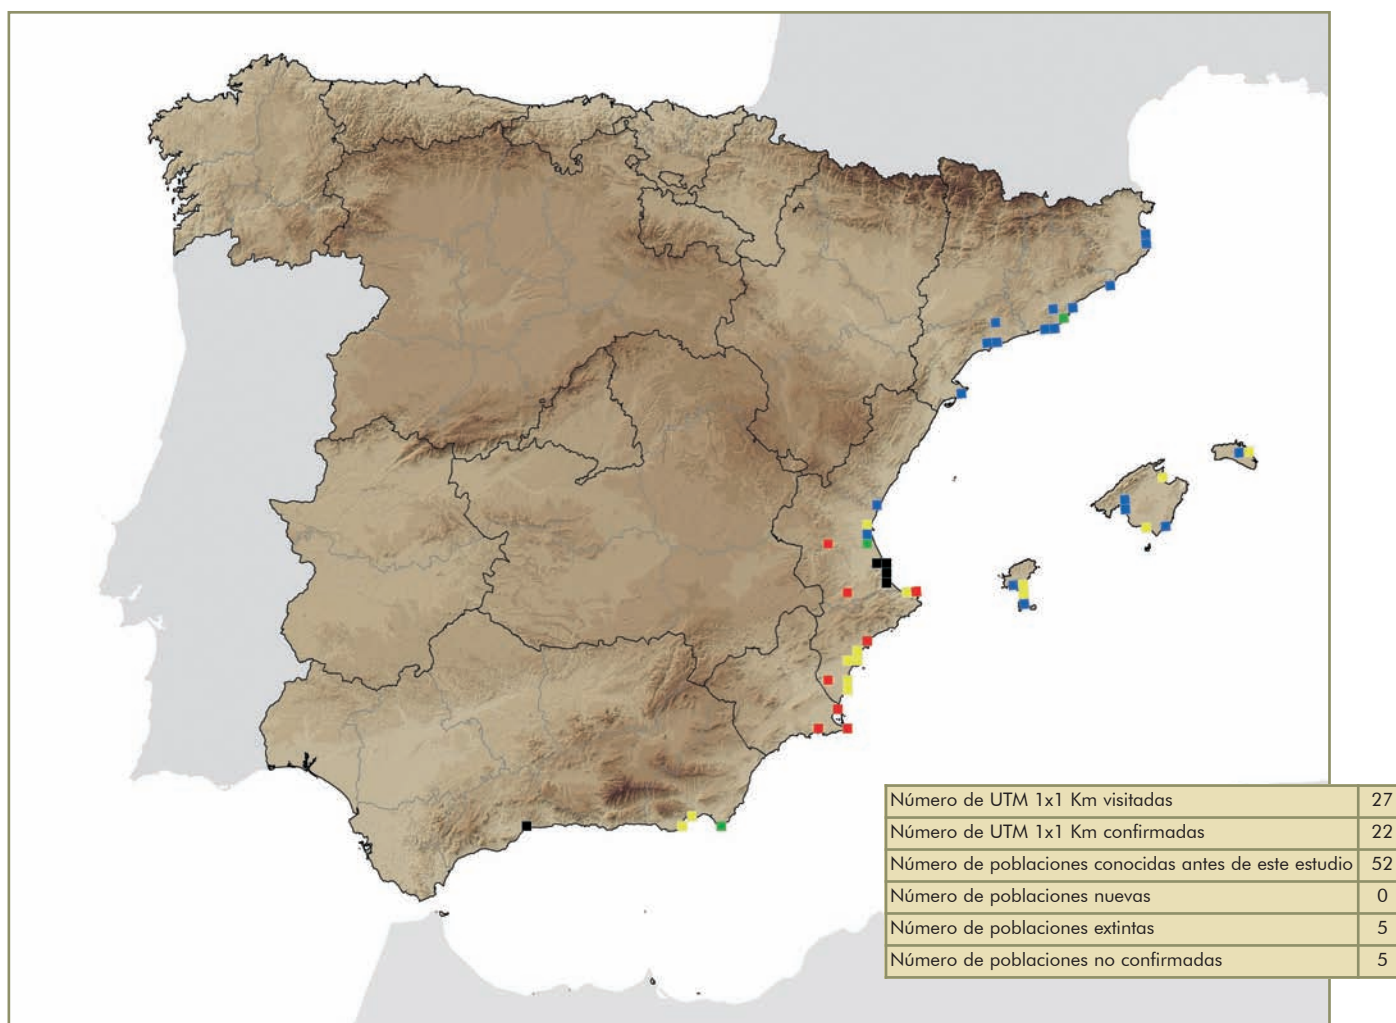 Número de UTM 1x1 Km visitadas 27
Número de UTM 1x1 Km confirmadas 22
Número de poblaciones conocidas antes de este estudio 52
Número de poblaciones nuevas 0
Número de poblaciones extintas 5
Número de poblaciones no confirmadas 5